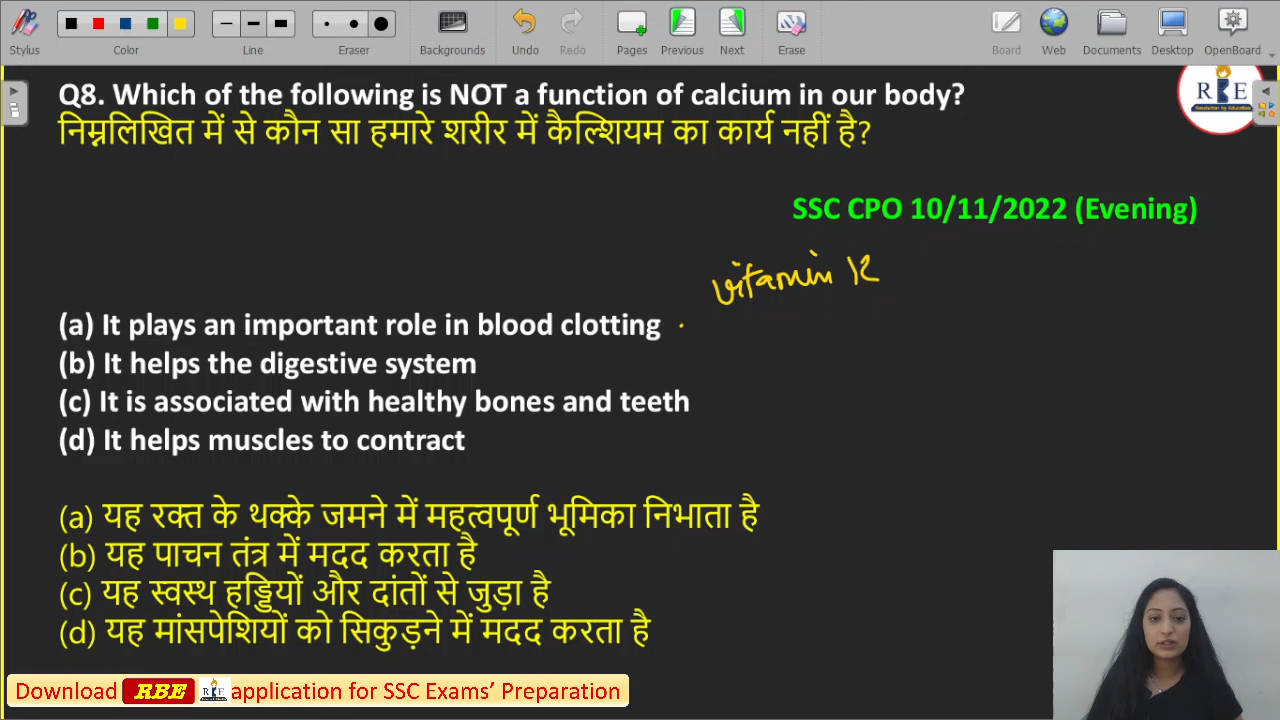 Stylus
Color
Line
Eraser
Backgrounds
Undo
Redo
Pages
Previous
Next
Erase
Board
Web
Documents
Desktop
OpenBoard
Q8. Which of the following is NOT a function of calcium in our body?
निम्नलिखित में से कौन सा हमारे शरीर में कैल्शियम का कार्य नहीं है?
RBE
SSC CPO 10/11/2022 (Evening)
vitamin K
(a) It plays an important role in blood clotting
(b) It helps the digestive system
(c) It is associated with healthy bones and teeth
(d) It helps muscles to contract
(a) यह रक्त के थक्के जमने में महत्वपूर्ण भूमिका निभाता है
(b) यह पाचन तंत्र में मदद करता है
(c) यह स्वस्थ हड्डियों और दांतों से जुड़ा है
(d) यह मांसपेशियों को सिकुड़ने में मदद करता है
Download RBE application for SSC Exams' Preparation